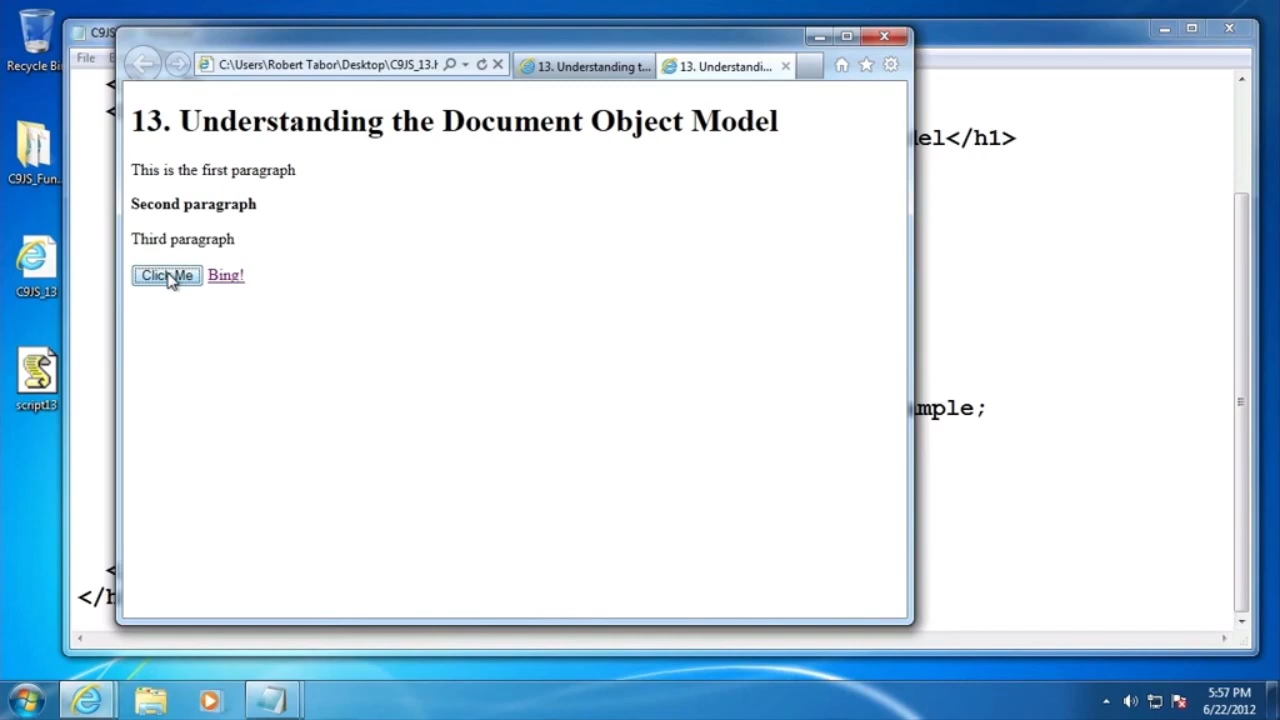 Recycle Bi
C9JS
File
C:\Users\Robert Tabor\Desktop\C9JS_13.
13. Understanding t...
13. Understandi...
13. Understanding the Document Object Model
This is the first paragraph
Second paragraph
Third paragraph
Click Me Bing!
C9JS_Fun...
C9JS_13
script13
el</h1>
mple;
<
<
<
</h
5:57 PM
6/22/2012